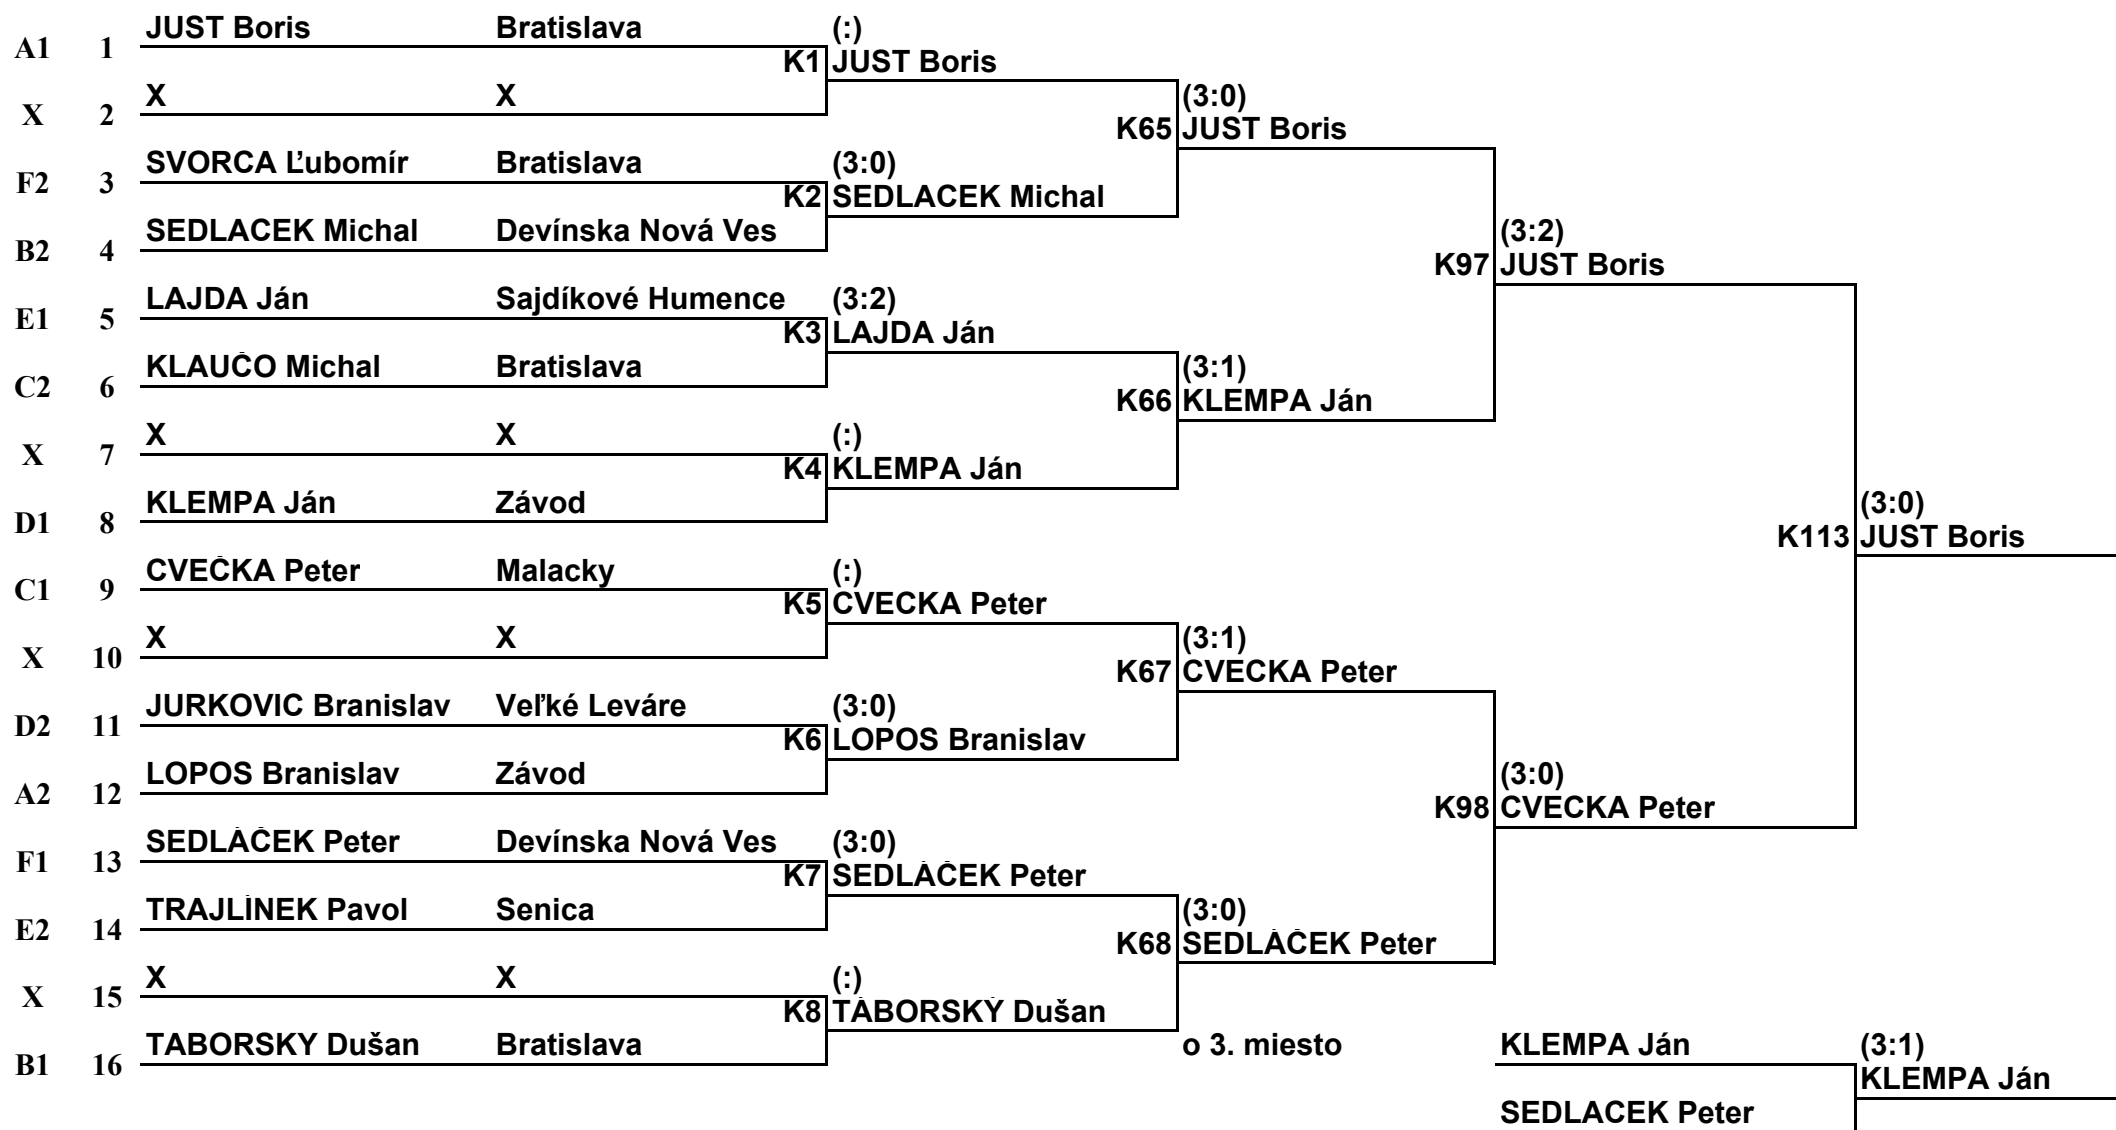 JUST Boris Bratislava (:)
A1 1 K1 JUST Boris
X X (3:0)
X 2 K65 JUST Boris
SVORCA Ľubomír Bratislava (3:0)
F2 3 K2 SEDLACEK Michal
SEDLACEK Michal Devínska Nová Ves (3:2)
B2 4 K97 JUST Boris
LAJDA Ján Sajdíkové Humence (3:2)
E1 5 K3 LAJDA Ján
KLAUČO Michal Bratislava (3:1)
C2 6 K66 KLEMPA Ján
X X (:)
X 7 K4 KLEMPA Ján
KLEMPA Ján Závod (3:0)
D1 8 K113 JUST Boris
CVEČKA Peter Malacky (:)
C1 9 K5 CVECKA Peter
X X (3:1)
X 10 K67 CVECKA Peter
JURKOVIC Branislav Veľké Leváre (3:0)
D2 11 K6 LOPOS Branislav
LOPOS Branislav Závod (3:0)
A2 12 K98 CVECKA Peter
SEDLÁČEK Peter Devínska Nová Ves (3:0)
F1 13 K7 SEDLÁČEK Peter
TRAJLÍNEK Pavol Senica (3:0)
E2 14 K68 SEDLÁČEK Peter
X X (:)
X 15 K8 TÁBORSKÝ Dušan
TABORSKY Dušan Bratislava o 3. miesto KLEMPA Ján (3:1)
B1 16 KLEMPA Ján
SEDLACEK Peter